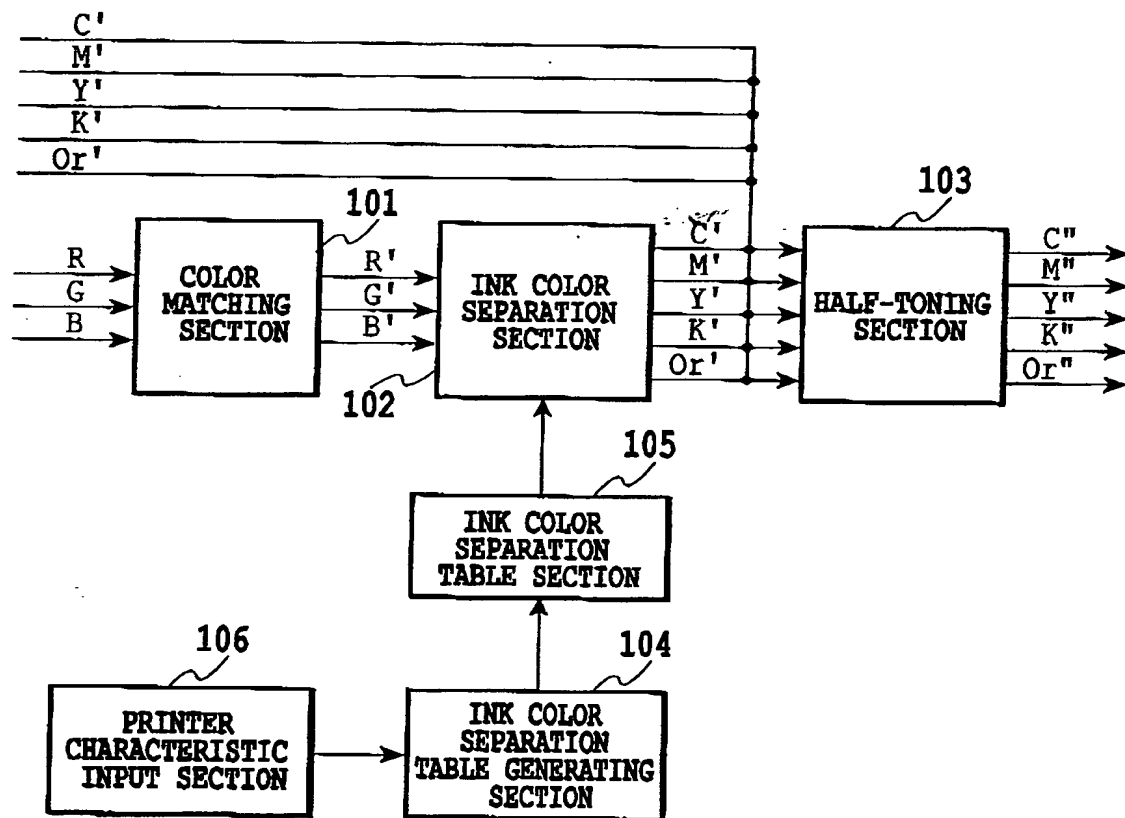 C'
M'
Y'
K'
Or'
101
COLOR
MATCHING
SECTION
R
G
B
R'
G'
B'
102
INK COLOR
SEPARATION
SECTION
C'
M'
Y'
K'
Or'
103
HALF-TONING
SECTION
C"
M"
Y"
K"
Or"
105
INK COLOR
SEPARATION
TABLE SECTION
106
PRINTER
CHARACTERISTIC
INPUT SECTION
104
INK COLOR
SEPARATION
TABLE GENERATING
SECTION